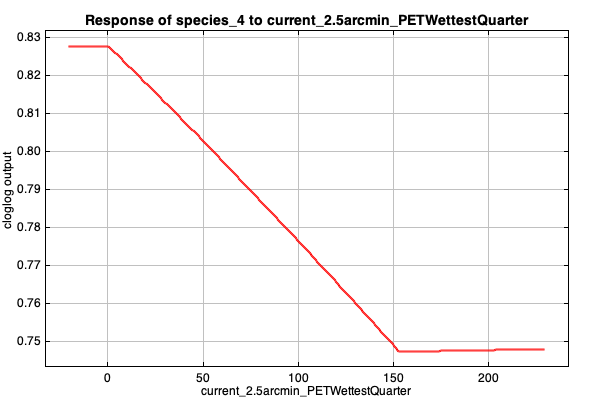 Response of species_4 to current_2.5arcmin_PETWettestQuarter
0.83
0.82
0.81
0.80
0.79
0.78
0.77
0.76
0.75
cloglog output
0 50 100 150 200
current_2.5arcmin_PETWettestQuarter